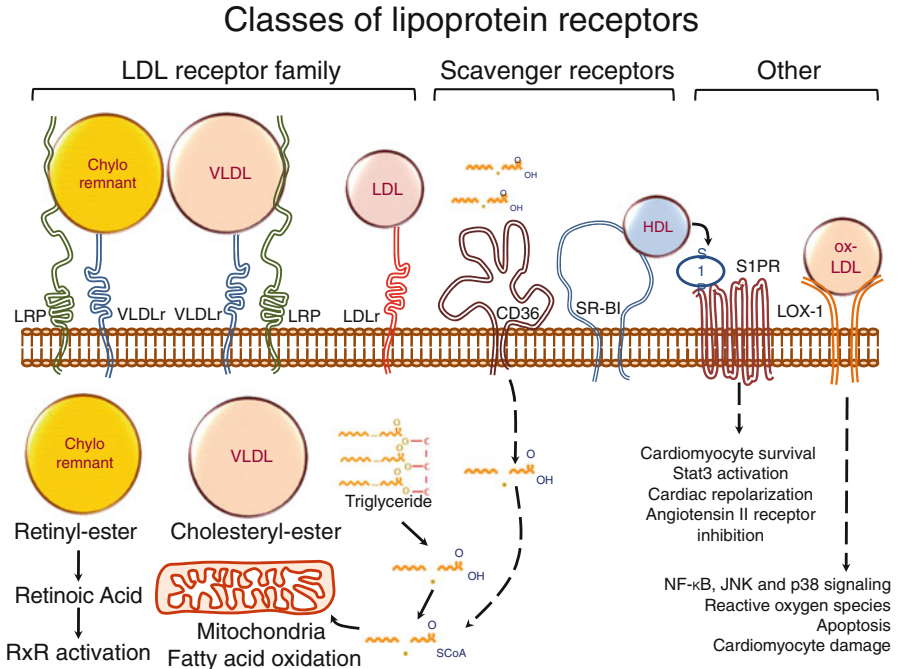 Classes of lipoprotein receptors
LDL receptor family
Scavenger receptors
Other
Chylo
remnant
VLDL
LDL
O
OH
O
OH
HDL
S
1
P
S1PR
ox-
LDL
LRP
VLDLr
VLDLr
LRP
LDLr
CD36
SR-BI
LOX-1
Chylo
remnant
VLDL
O
O
C
O
O
C
O
O
C
Triglyceride
O
OH
Retinyl-ester
Cholesteryl-ester
Retinoic Acid
RxR activation
O
OH
Mitochondria
Fatty acid oxidation
O
SCoA
Cardiomyocyte survival
Stat3 activation
Cardiac repolarization
Angiotensin II receptor
inhibition
NF-κB, JNK and p38 signaling
Reactive oxygen species
Apoptosis
Cardiomyocyte damage